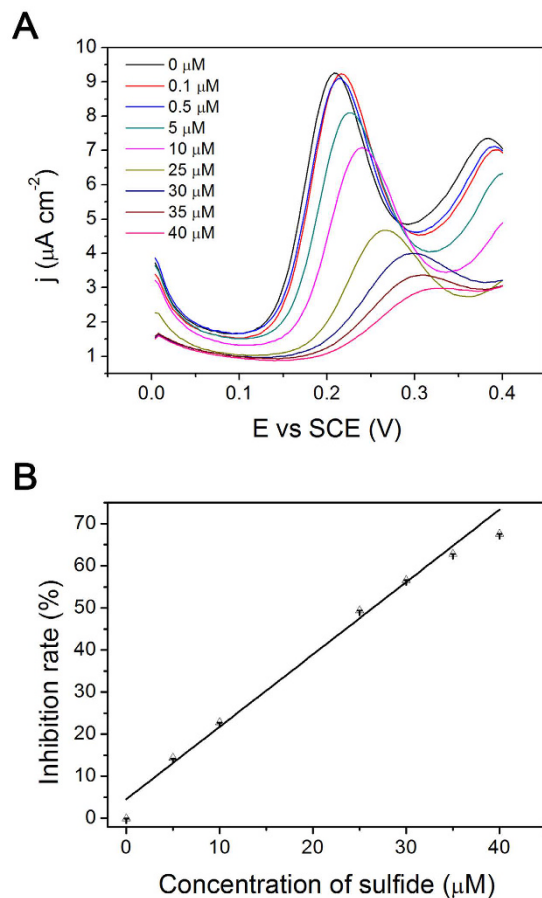 A
10
9
8
7
6
5
4
3
2
1
j (μA cm-2)
0 μM
0.1 μM
0.5 μM
5 μM
10 μM
25 μM
30 μM
35 μM
40 μM
0.0 0.1 0.2 0.3 0.4
E vs SCE (V)
B
70
60
50
40
30
20
10
0
Inhibition rate (%)
0 10 20 30 40
Concentration of sulfide (μM)